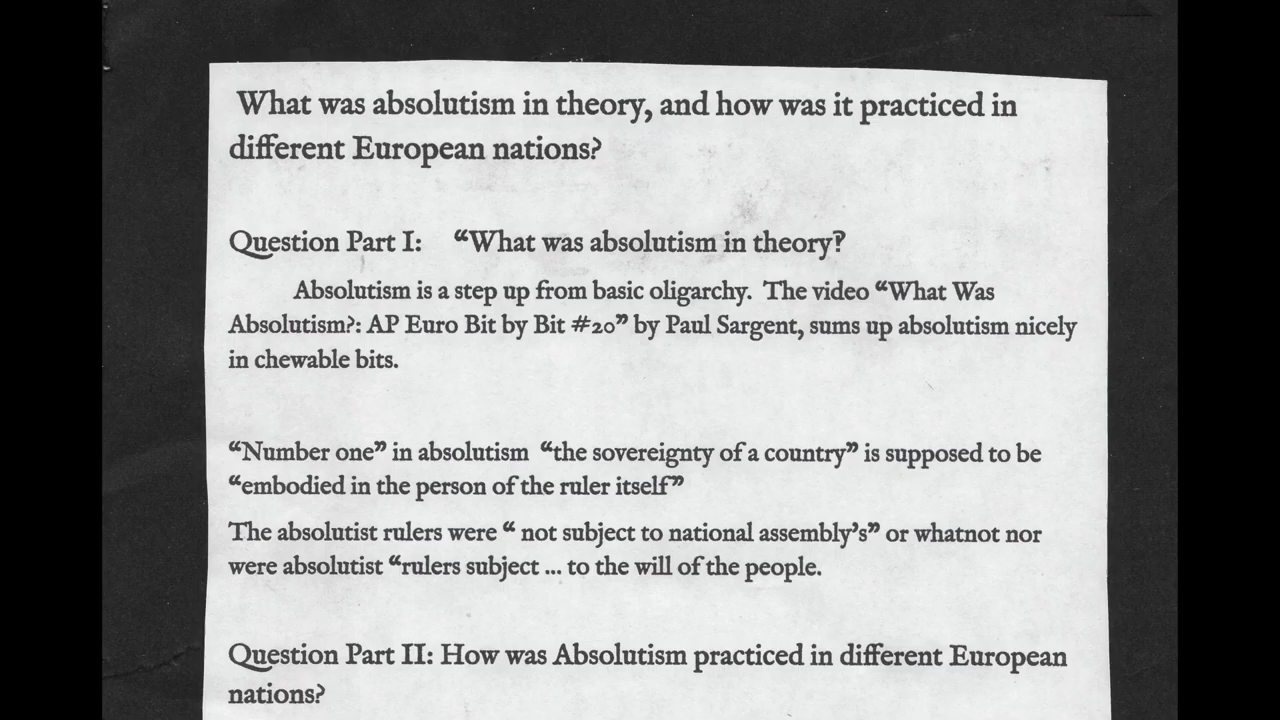 What was absolutism in theory, and how was it practiced in
different European nations?
Question Part I: “What was absolutism in theory?
Absolutism is a step up from basic oligarchy. The video “What Was
Absolutism?: AP Euro Bit by Bit #20” by Paul Sargent, sums up absolutism nicely
in chewable bits.
“Number one” in absolutism “the sovereignty of a country” is supposed to be
“embodied in the person of the ruler itself”
The absolutist rulers were “ not subject to national assembly’s” or whatnot nor
were absolutist “rulers subject ... to the will of the people.
Question Part II: How was Absolutism practiced in different European
nations?